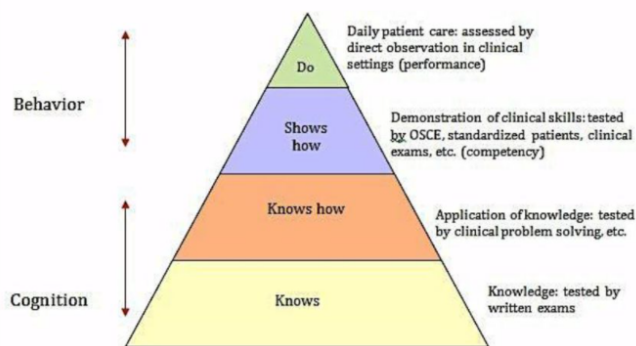 Daily patient care: assessed by
direct observation in clinical
settings (performance)
Do
Behavior
Demonstration of clinical skills: tested
by OSCE, standardized patients, clinical
exams, etc. (competency)
Shows
how
Knows how
Application of knowledge: tested
by clinical problem solving, etc.
Cognition
Knows
Knowledge: tested by
written exams